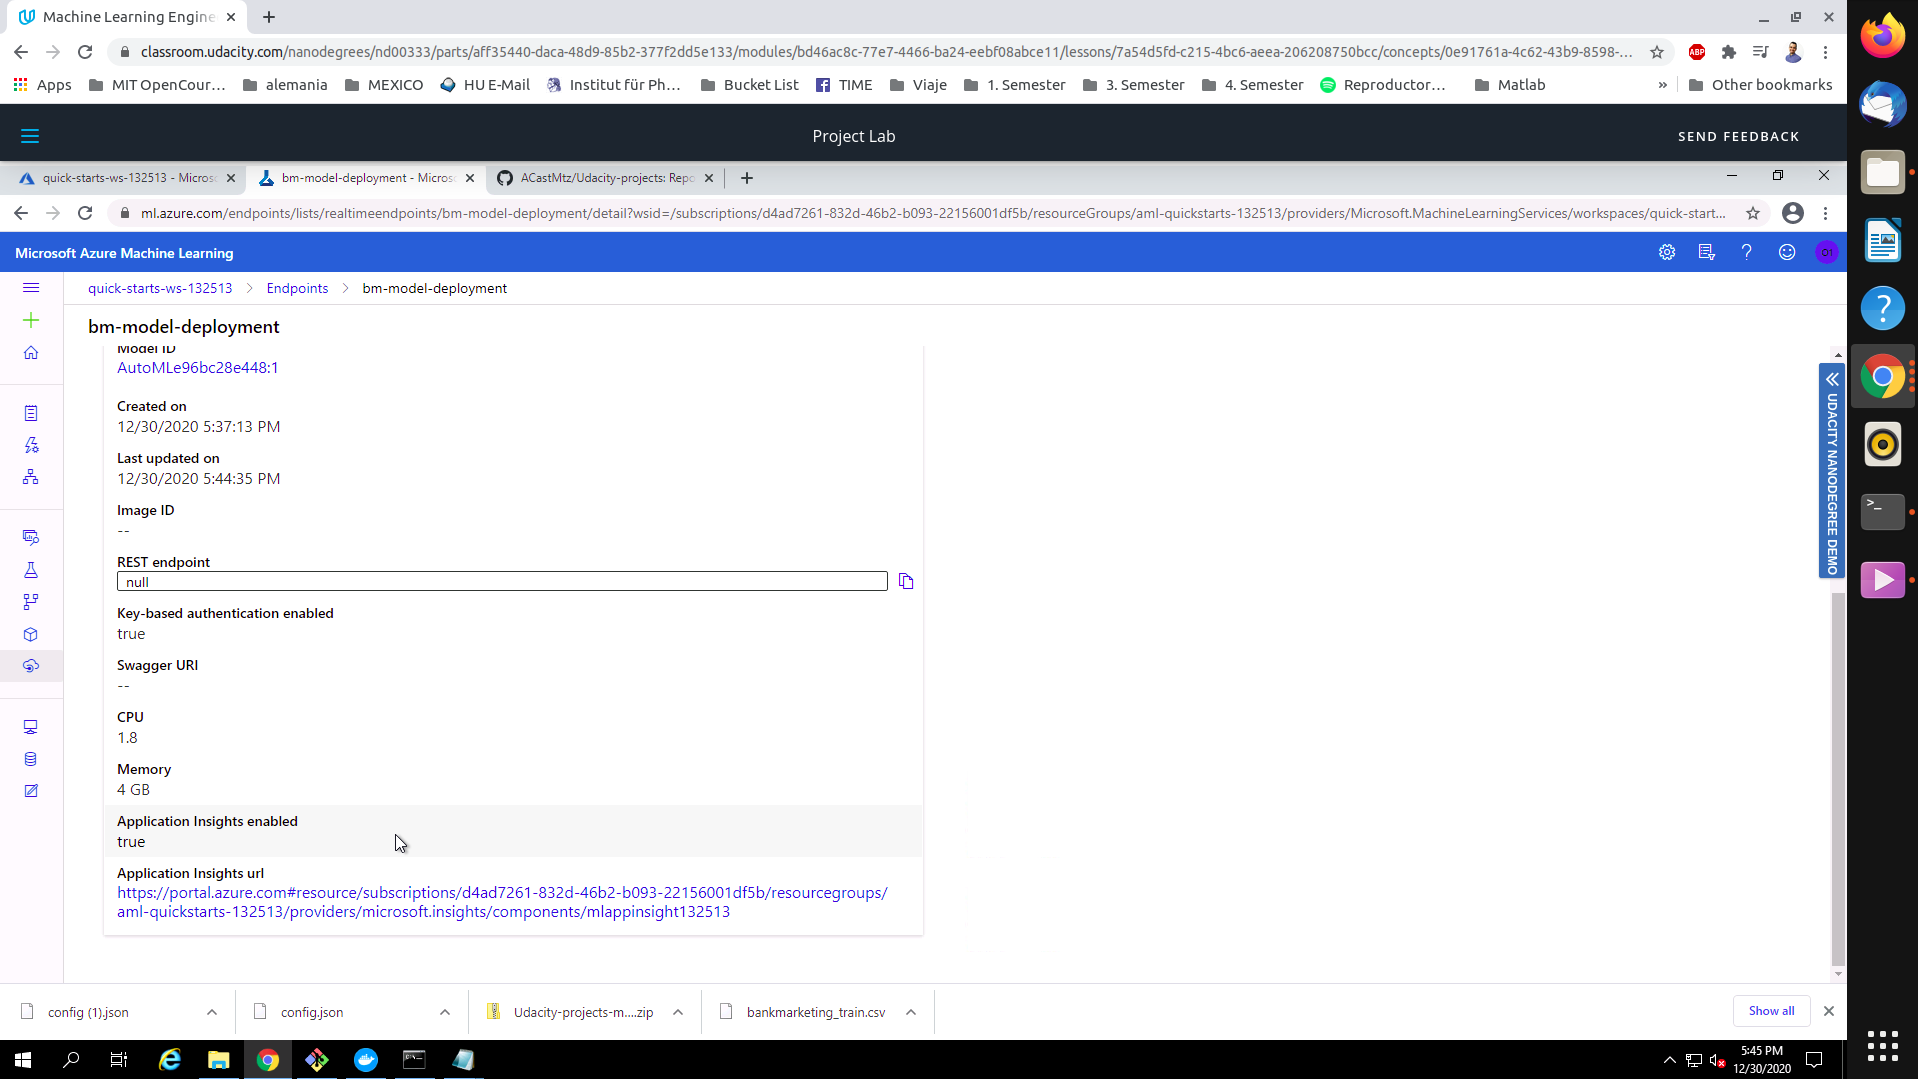 Machine Learning Engine
classroom.udacity.com/nanodegrees/nd00333/parts/aff35440-daca-48d9-85b2-377f2dd5e133/modules/bd46ac8c-77e7-4466-ba24-eebf08abce11/lessons/7a54d5fd-c215-4bc6-aeea-206208750bcc/concepts/0e91761a-4c62-43b9-8598-...
ABP
Apps MIT OpenCour... alemania MEXICO HU E-Mail Institut für Ph... Bucket List TIME Viaje 1. Semester 3. Semester 4. Semester Reproductor... Matlab » Other bookmarks
Project Lab
SEND FEEDBACK
quick-starts-ws-132513 - Micros
bm-model-deployment - Micros
ACastMtz/Udacity-projects: Repo
ml.azure.com/endpoints/lists/realtimeendpoints/bm-model-deployment/detail?wsid=/subscriptions/d4ad7261-832d-46b2-b093-22156001df5b/resourceGroups/aml-quickstarts-132513/providers/Microsoft.MachineLearningServices/workspaces/quick-start...
Microsoft Azure Machine Learning
quick-starts-ws-132513 > Endpoints > bm-model-deployment
bm-model-deployment
Model ID
AutoMLe96bc28e448:1
Created on
12/30/2020 5:37:13 PM
Last updated on
12/30/2020 5:44:35 PM
Image ID
--
REST endpoint
null
Key-based authentication enabled
true
Swagger URI
--
CPU
1.8
Memory
4 GB
Application Insights enabled
true
Application Insights url
https://portal.azure.com#resource/subscriptions/d4ad7261-832d-46b2-b093-22156001df5b/resourcegroups/
aml-quickstarts-132513/providers/microsoft.insights/components/mlappinsight132513
UDACITY NANODEGREE DEMO
config (1).json
config.json
Udacity-projects-m....zip
bankmarketing_train.csv
Show all
5:45 PM
12/30/2020